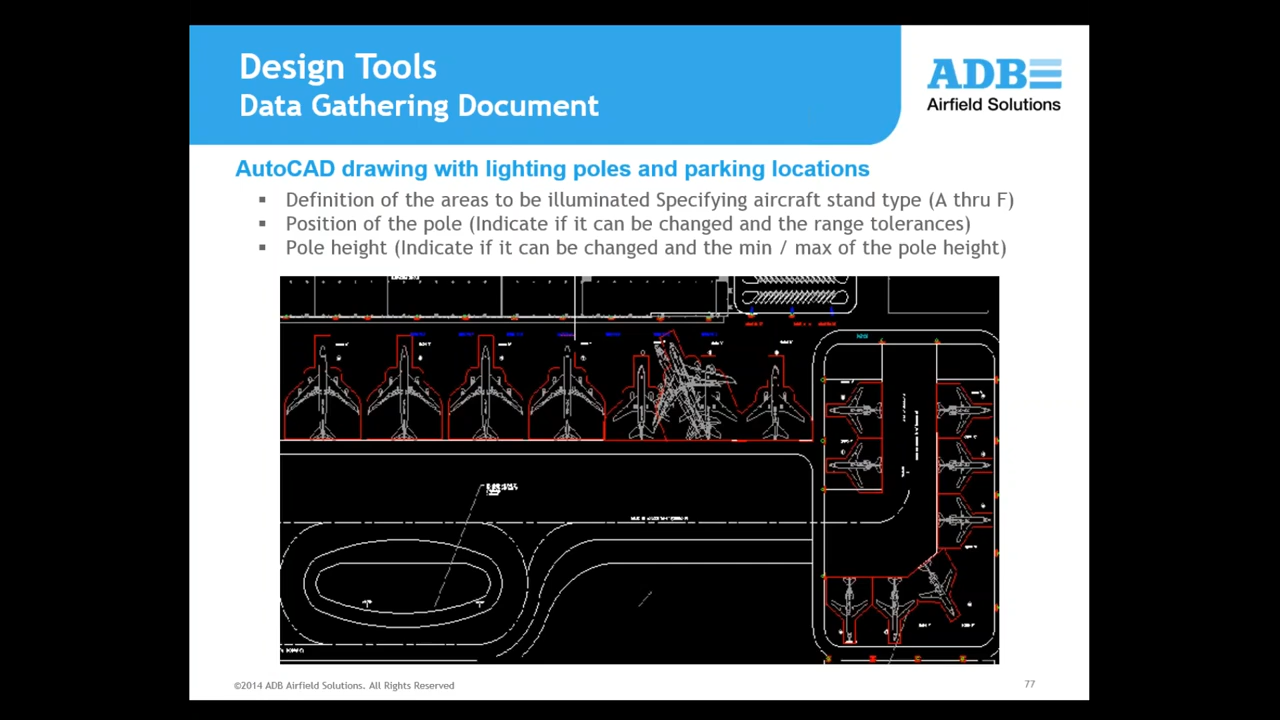 Design Tools
Data Gathering Document
ADB
Airfield Solutions
AutoCAD drawing with lighting poles and parking locations
▪ Definition of the areas to be illuminated Specifying aircraft stand type (A thru F)
▪ Position of the pole (Indicate if it can be changed and the range tolerances)
▪ Pole height (Indicate if it can be changed and the min / max of the pole height)
©2014 ADB Airfield Solutions. All Rights Reserved
77